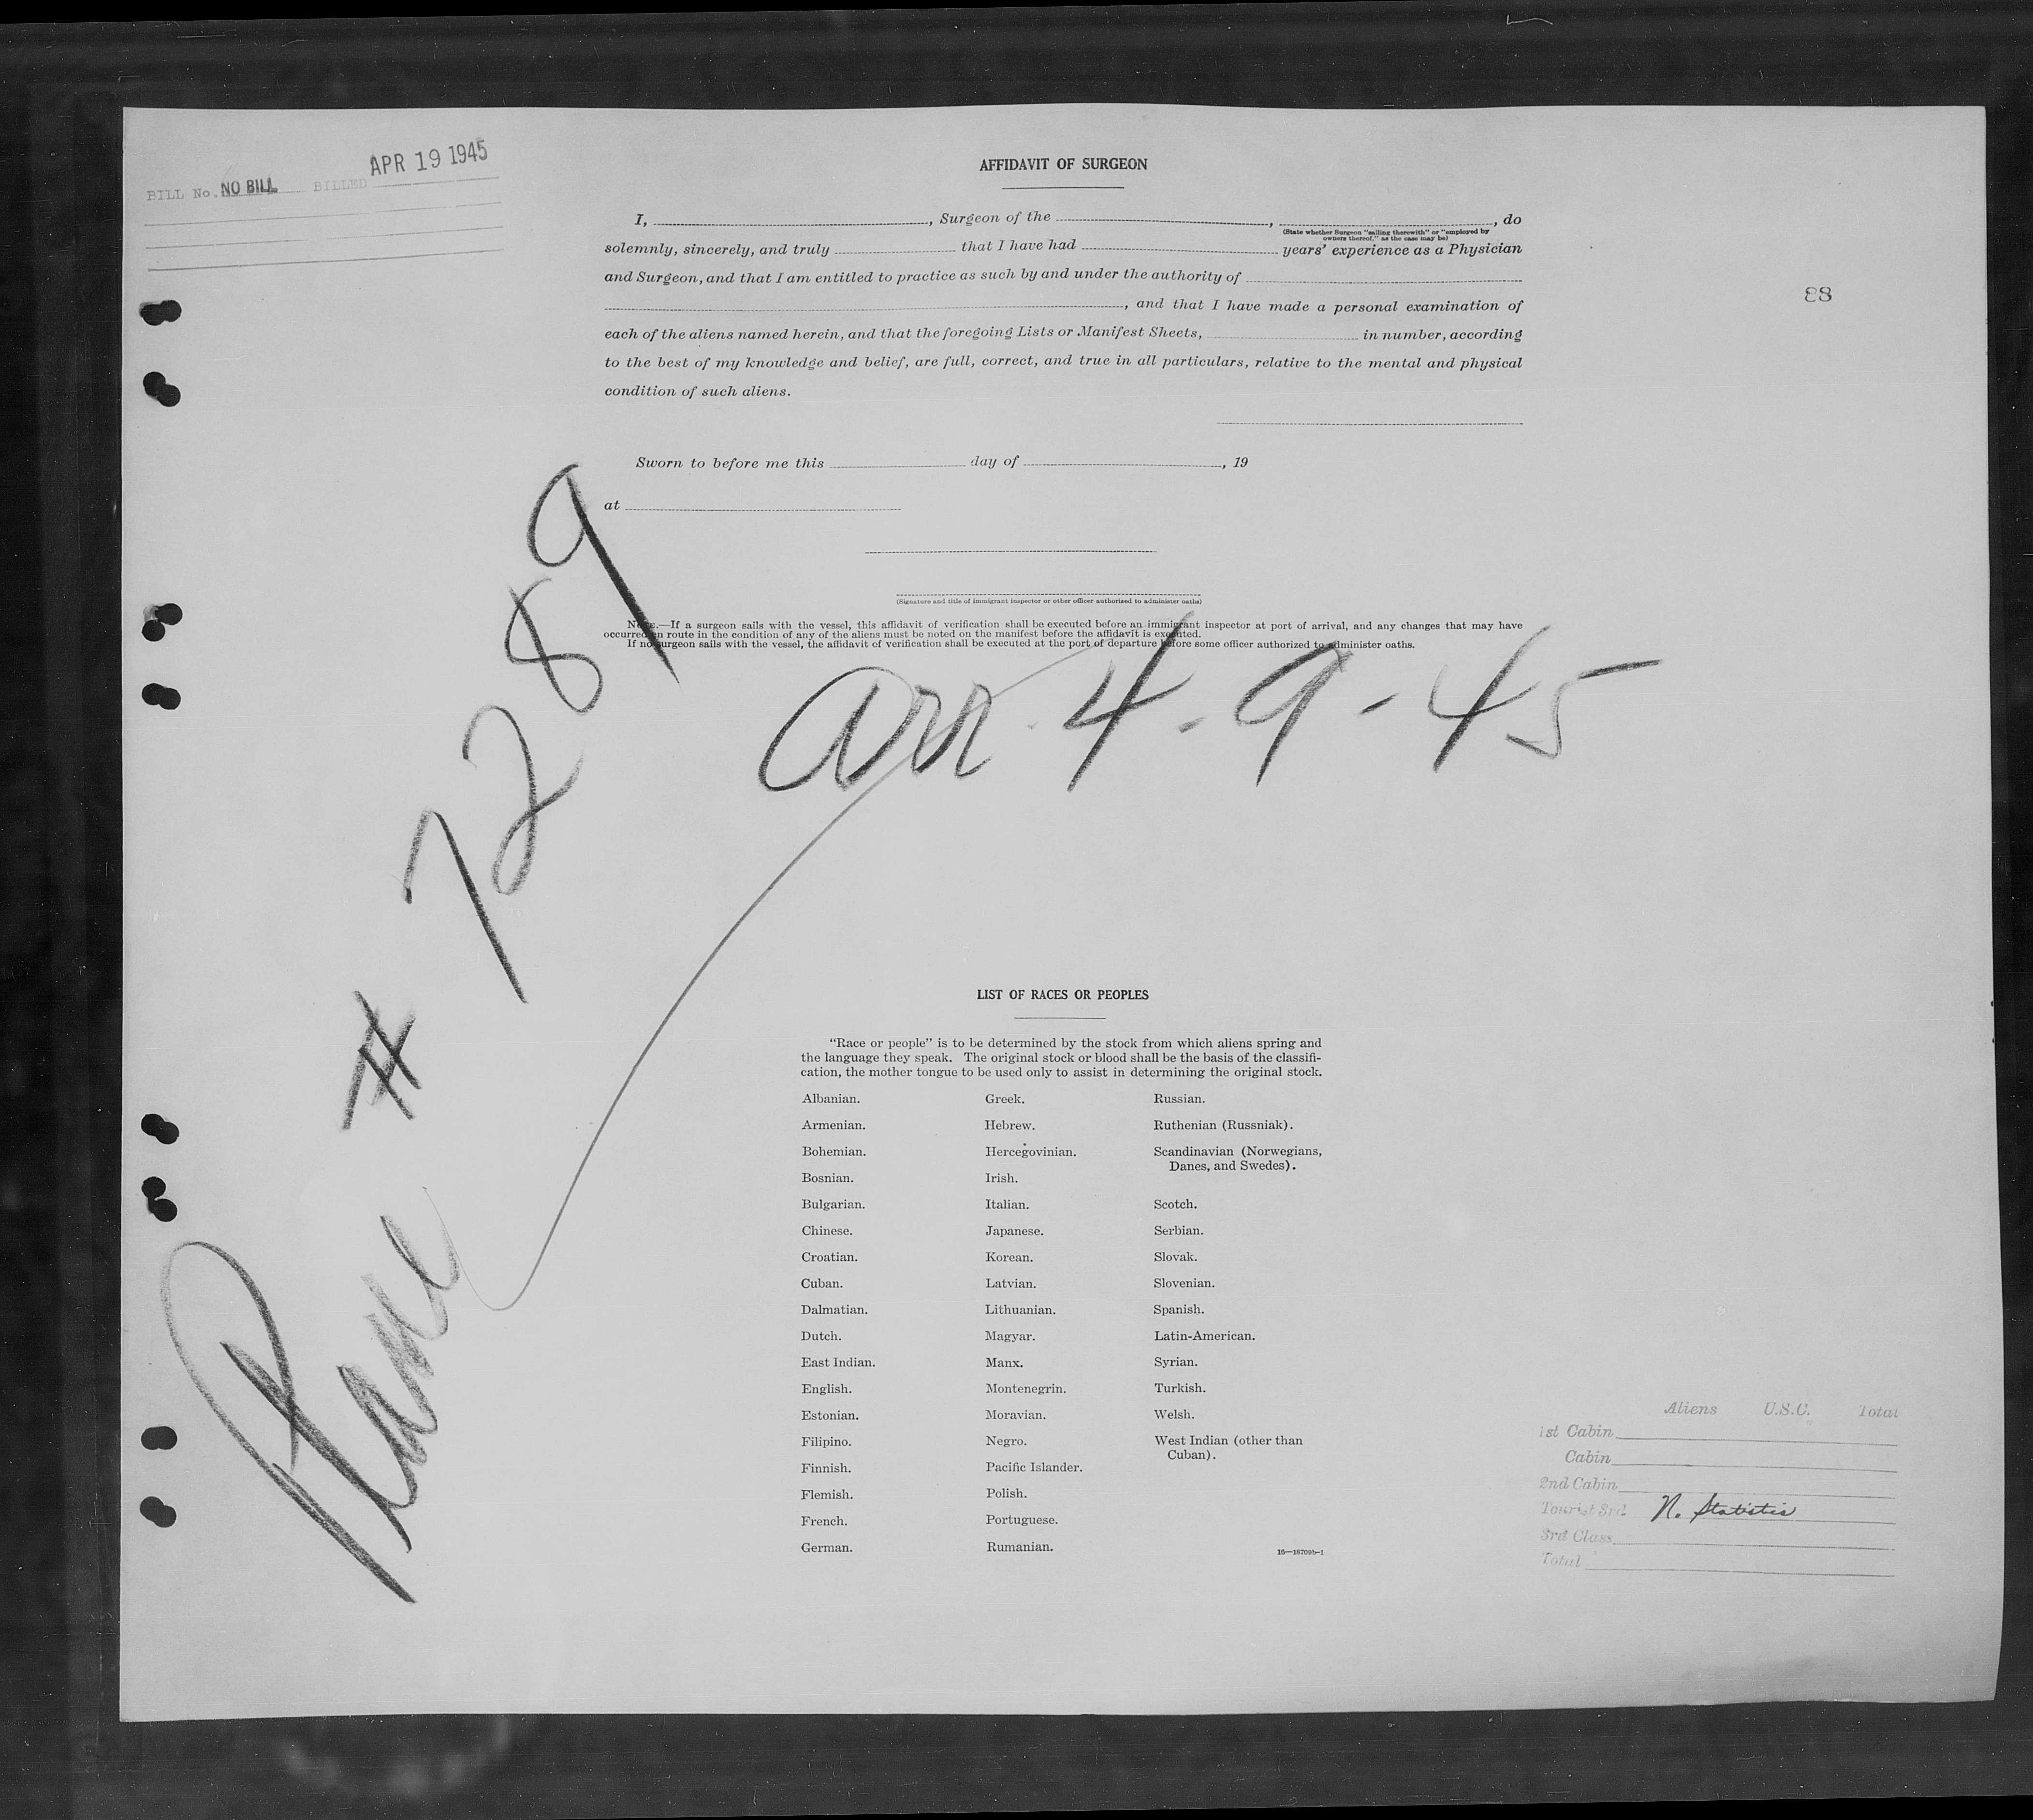 APR 19 1945
BILL No. NO BILL BILLED
AFFIDAVIT OF SURGEON
I, , Surgeon of the , , do
(State whether Surgeon "sailing therewith" or "employed by
owners thereof," as the case may be)
solemnly, sincerely, and truly that I have had years' experience as a Physician
and Surgeon, and that I am entitled to practice as such by and under the authority of
, and that I have made a personal examination of
each of the aliens named herein, and that the foregoing Lists or Manifest Sheets, in number, according
to the best of my knowledge and belief, are full, correct, and true in all particulars, relative to the mental and physical
condition of such aliens.
Sworn to before me this day of , 19
at
(Signature and title of immigrant inspector or other officer authorized to administer oaths)
NOTE.—If a surgeon sails with the vessel, this affidavit of verification shall be executed before an immigrant inspector at port of arrival, and any changes that may have
occurred en route in the condition of any of the aliens must be noted on the manifest before the affidavit is executed.
If no surgeon sails with the vessel, the affidavit of verification shall be executed at the port of departure before some officer authorized to administer oaths.
83
Plane # 7289
arr. 4-9-45
LIST OF RACES OR PEOPLES
"Race or people" is to be determined by the stock from which aliens spring and
the language they speak. The original stock or blood shall be the basis of the classifi-
cation, the mother tongue to be used only to assist in determining the original stock.
Albanian.
Armenian.
Bohemian.
Bosnian.
Bulgarian.
Chinese.
Croatian.
Cuban.
Dalmatian.
Dutch.
East Indian.
English.
Estonian.
Filipino.
Finnish.
Flemish.
French.
German.
Greek.
Hebrew.
Hercegovinian.
Irish.
Italian.
Japanese.
Korean.
Latvian.
Lithuanian.
Magyar.
Manx.
Montenegrin.
Moravian.
Negro.
Pacific Islander.
Polish.
Portuguese.
Rumanian.
Russian.
Ruthenian (Russniak).
Scandinavian (Norwegians,
Danes, and Swedes).
Scotch.
Serbian.
Slovak.
Slovenian.
Spanish.
Latin-American.
Syrian.
Turkish.
Welsh.
West Indian (other than
Cuban).
16—18709b-1
Aliens U.S.C. Total
1st Cabin
Cabin
2nd Cabin
Tourist 3rd N. Statistics
3rd Class
Total